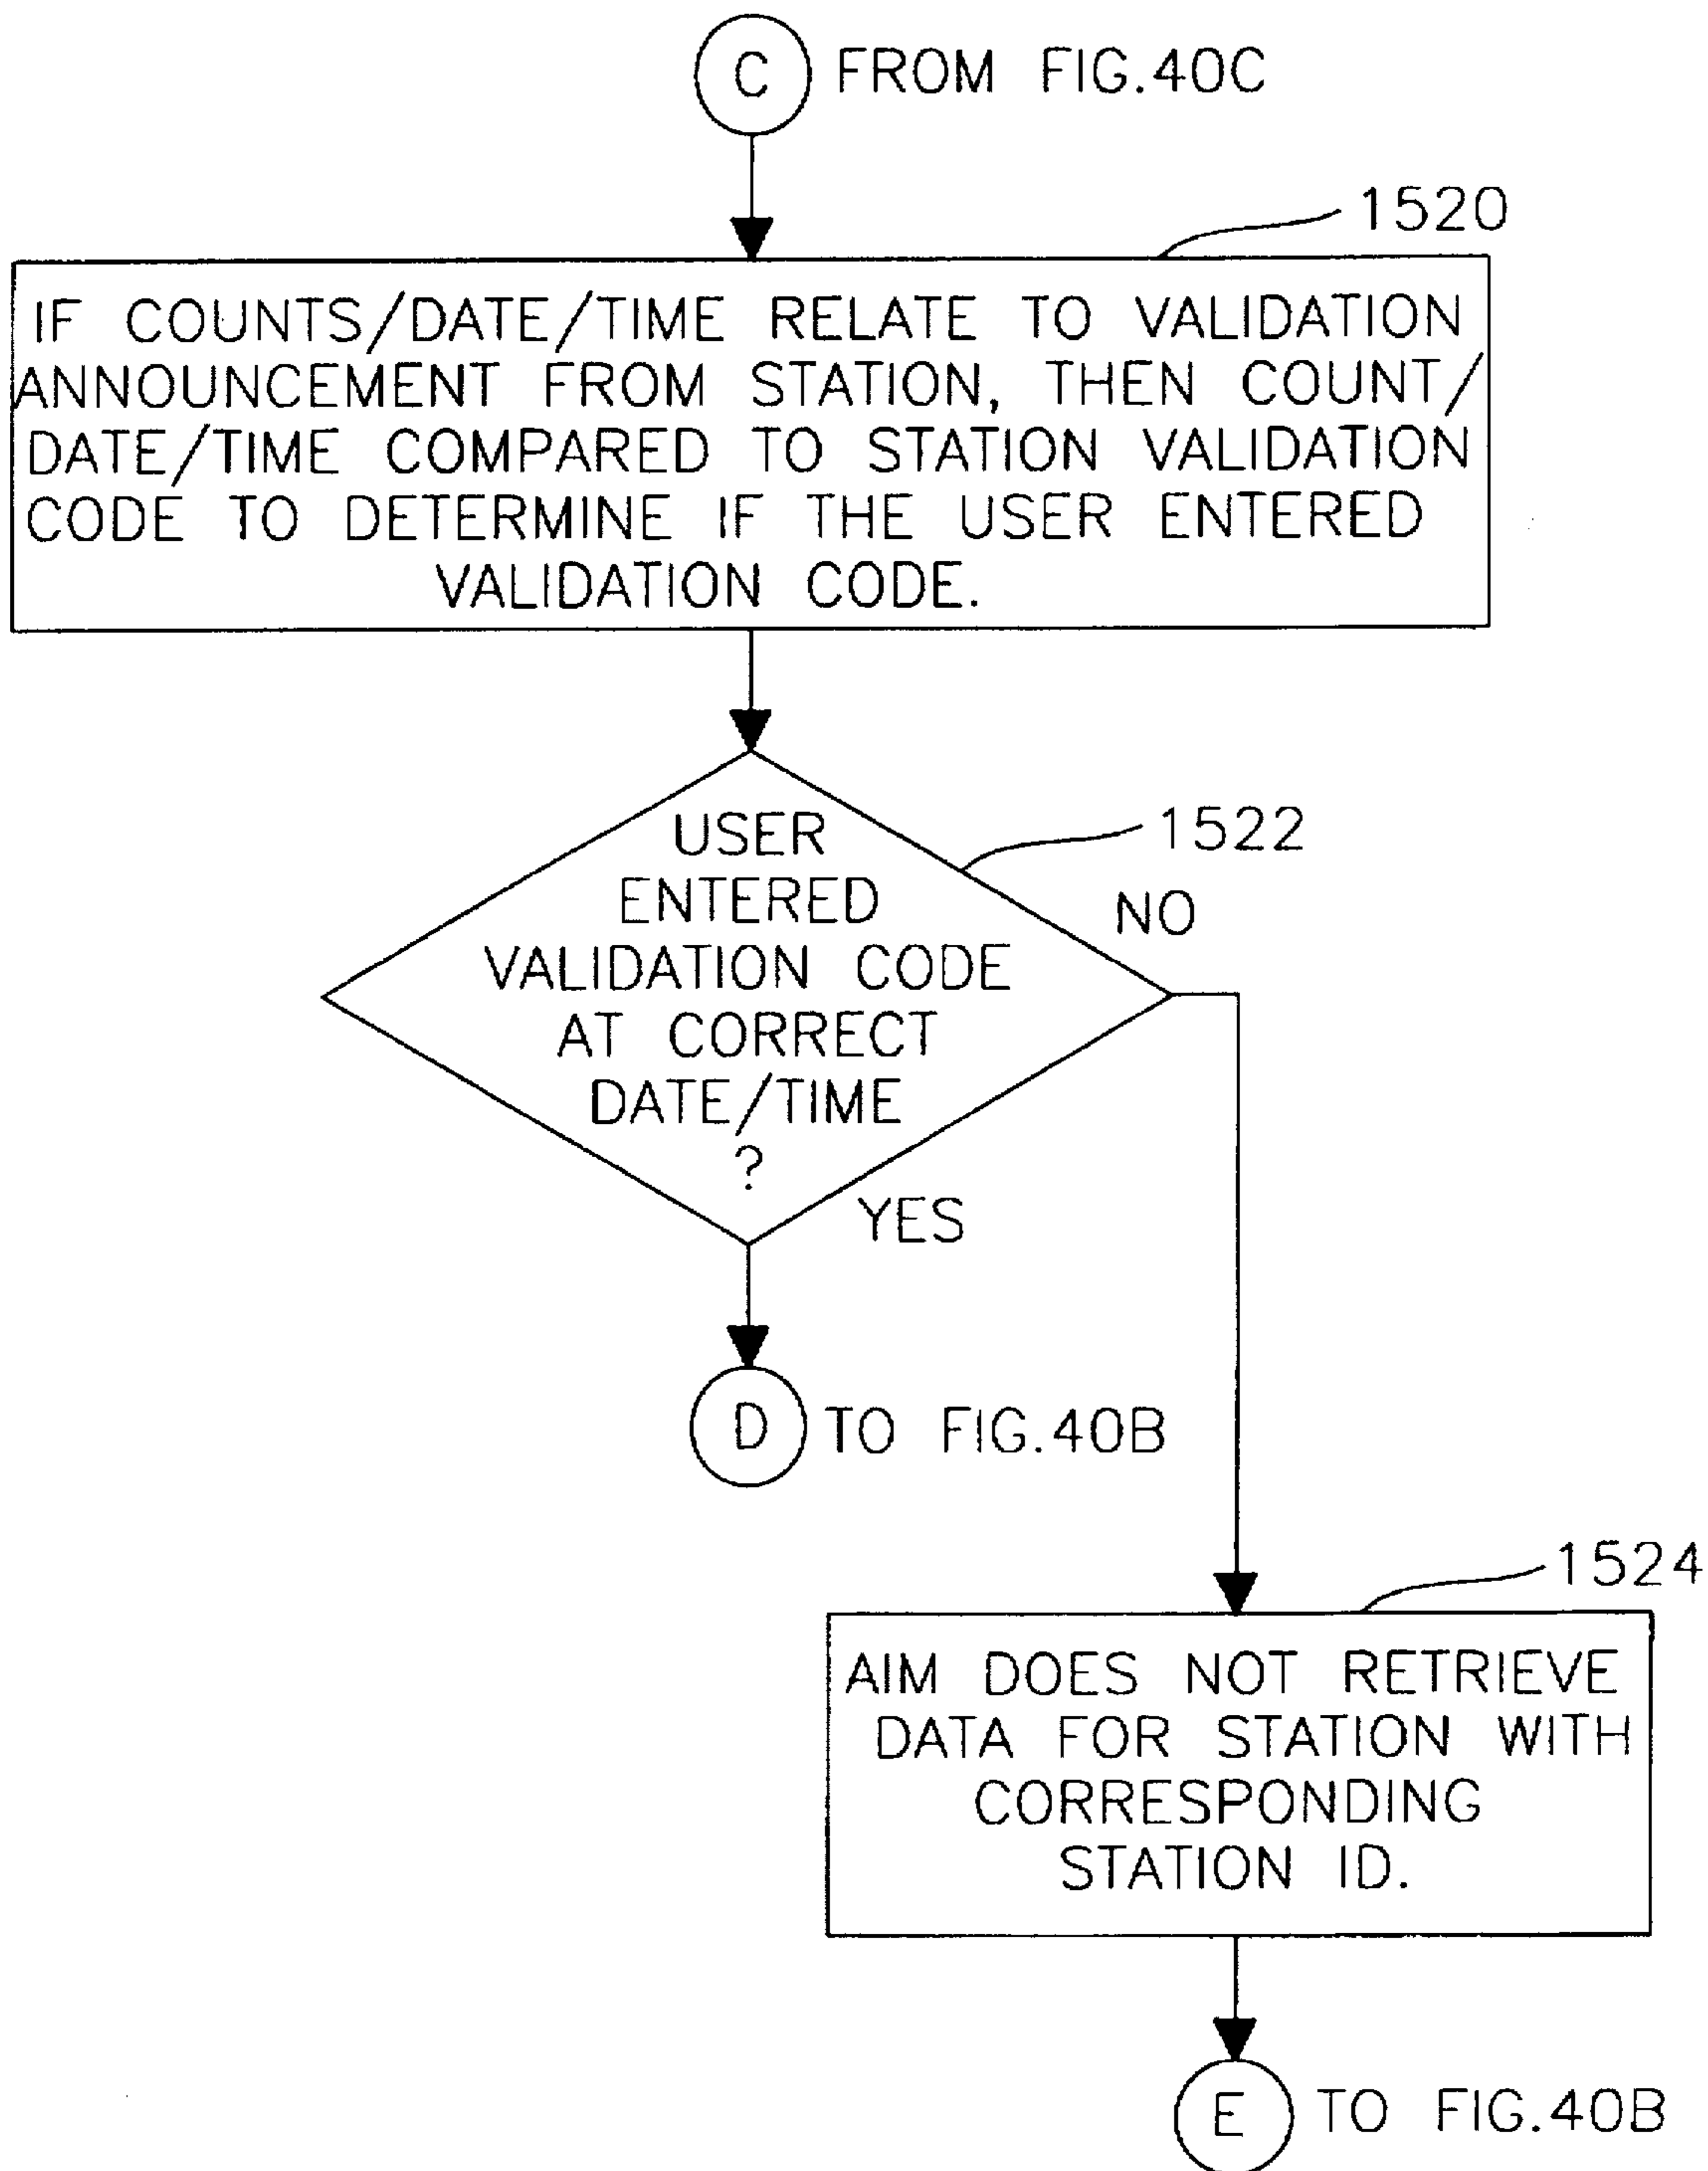 C FROM FIG.40C
1520
IF COUNTS/DATE/TIME RELATE TO VALIDATION
ANNOUNCEMENT FROM STATION, THEN COUNT/
DATE/TIME COMPARED TO STATION VALIDATION
CODE TO DETERMINE IF THE USER ENTERED
VALIDATION CODE.
1522
USER
ENTERED
VALIDATION CODE
AT CORRECT
DATE/TIME
?
NO
YES
D TO FIG.40B
1524
AIM DOES NOT RETRIEVE
DATA FOR STATION WITH
CORRESPONDING
STATION ID.
E TO FIG.40B